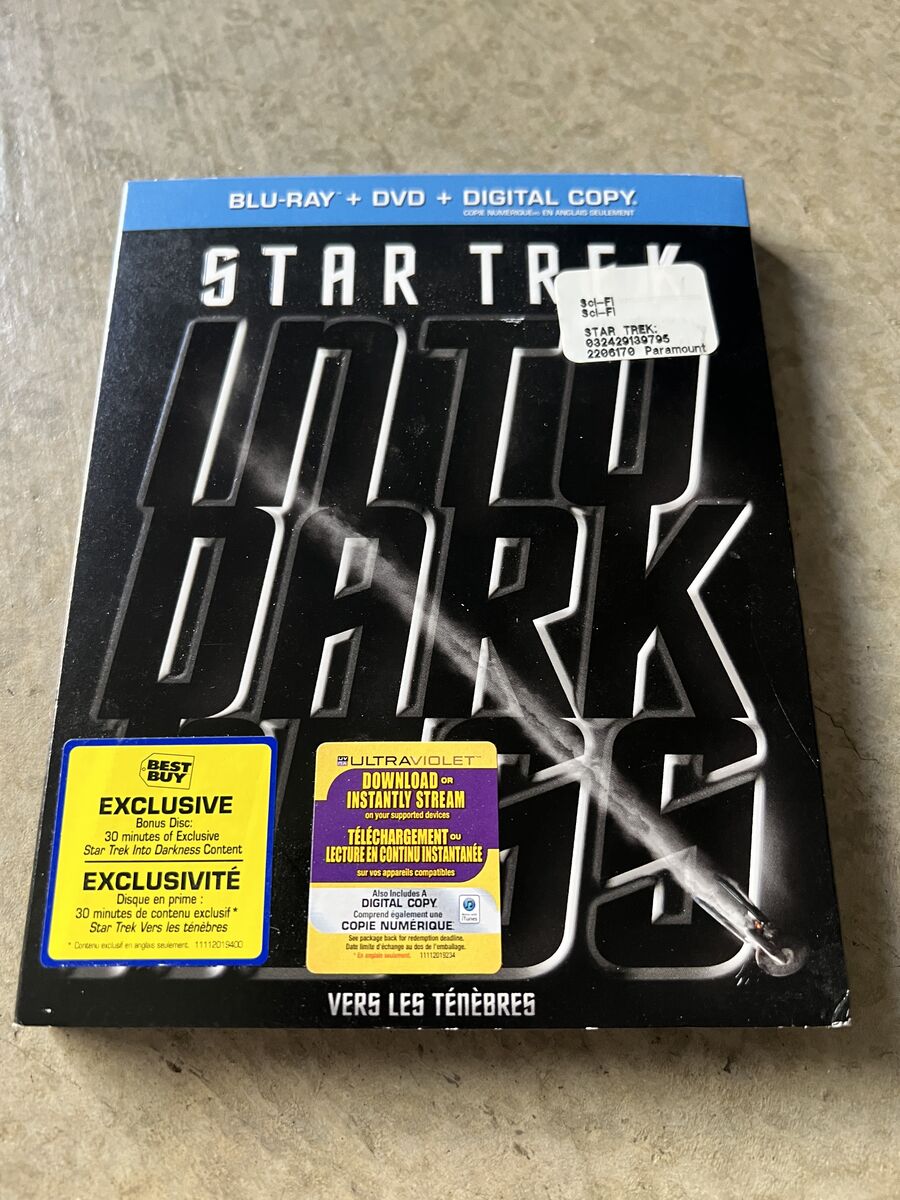 BLU-RAY™ + DVD + DIGITAL COPY
COPIE NUMÉRIQUE EN ANGLAIS SEULEMENT
STAR TREK
Sci-Fi
Sci-Fi
STAR TREK:
032429139795
2206170 Paramount
INTO
DARK
NESS
BEST
BUY
EXCLUSIVE
Bonus Disc:
30 minutes of Exclusive
Star Trek Into Darkness Content
EXCLUSIVITÉ
Disque en prime :
30 minutes de contenu exclusif*
Star Trek Vers les ténèbres
* Contenu exclusif en anglais seulement. 11112019400
UV
ULTRAVIOLET™
DOWNLOAD OR
INSTANTLY STREAM
on your supported devices
TÉLÉCHARGEMENT OU
LECTURE EN CONTINU INSTANTANÉE
sur vos appareils compatibles
Also Includes A
DIGITAL COPY
Comprend également une
COPIE NUMÉRIQUE
iTunes
See package back for redemption deadline.
Date limite d'échange au dos de l'emballage.
* En anglais seulement. 11112019234
VERS LES TÉNÈBRES